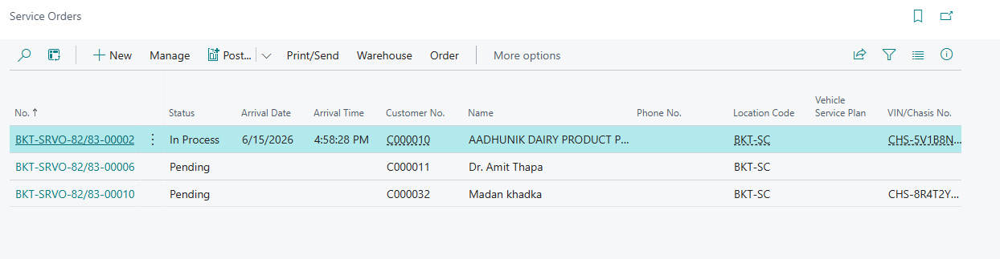 Service Orders
New Manage Post... Print/Send Warehouse Order More options
No. ↑ Status Arrival Date Arrival Time Customer No. Name Phone No. Location Code Vehicle Service Plan VIN/Chasis No.
BKT-SRVO-82/83-00002 In Process 6/15/2026 4:58:28 PM C000010 AADHUNIK DAIRY PRODUCT P... BKT-SC CHS-5V1B8N...
BKT-SRVO-82/83-00006 Pending C000011 Dr. Amit Thapa BKT-SC
BKT-SRVO-82/83-00010 Pending C000032 Madan khadka BKT-SC CHS-8R4T2Y...